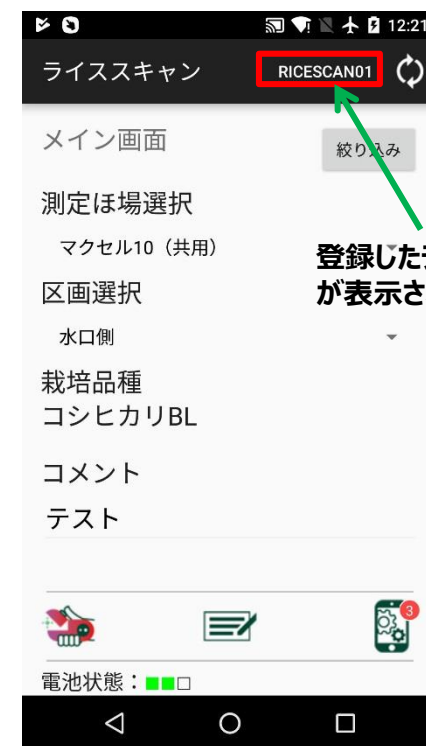 12:21
ライススキャン
RICESCAN01
メイン画面
絞り込み
測定ほ場選択
マクセル10（共用）
登録した
が表示さ
区画選択
水口側
栽培品種
コシヒカリBL
コメント
テスト
3
電池状態：■■□